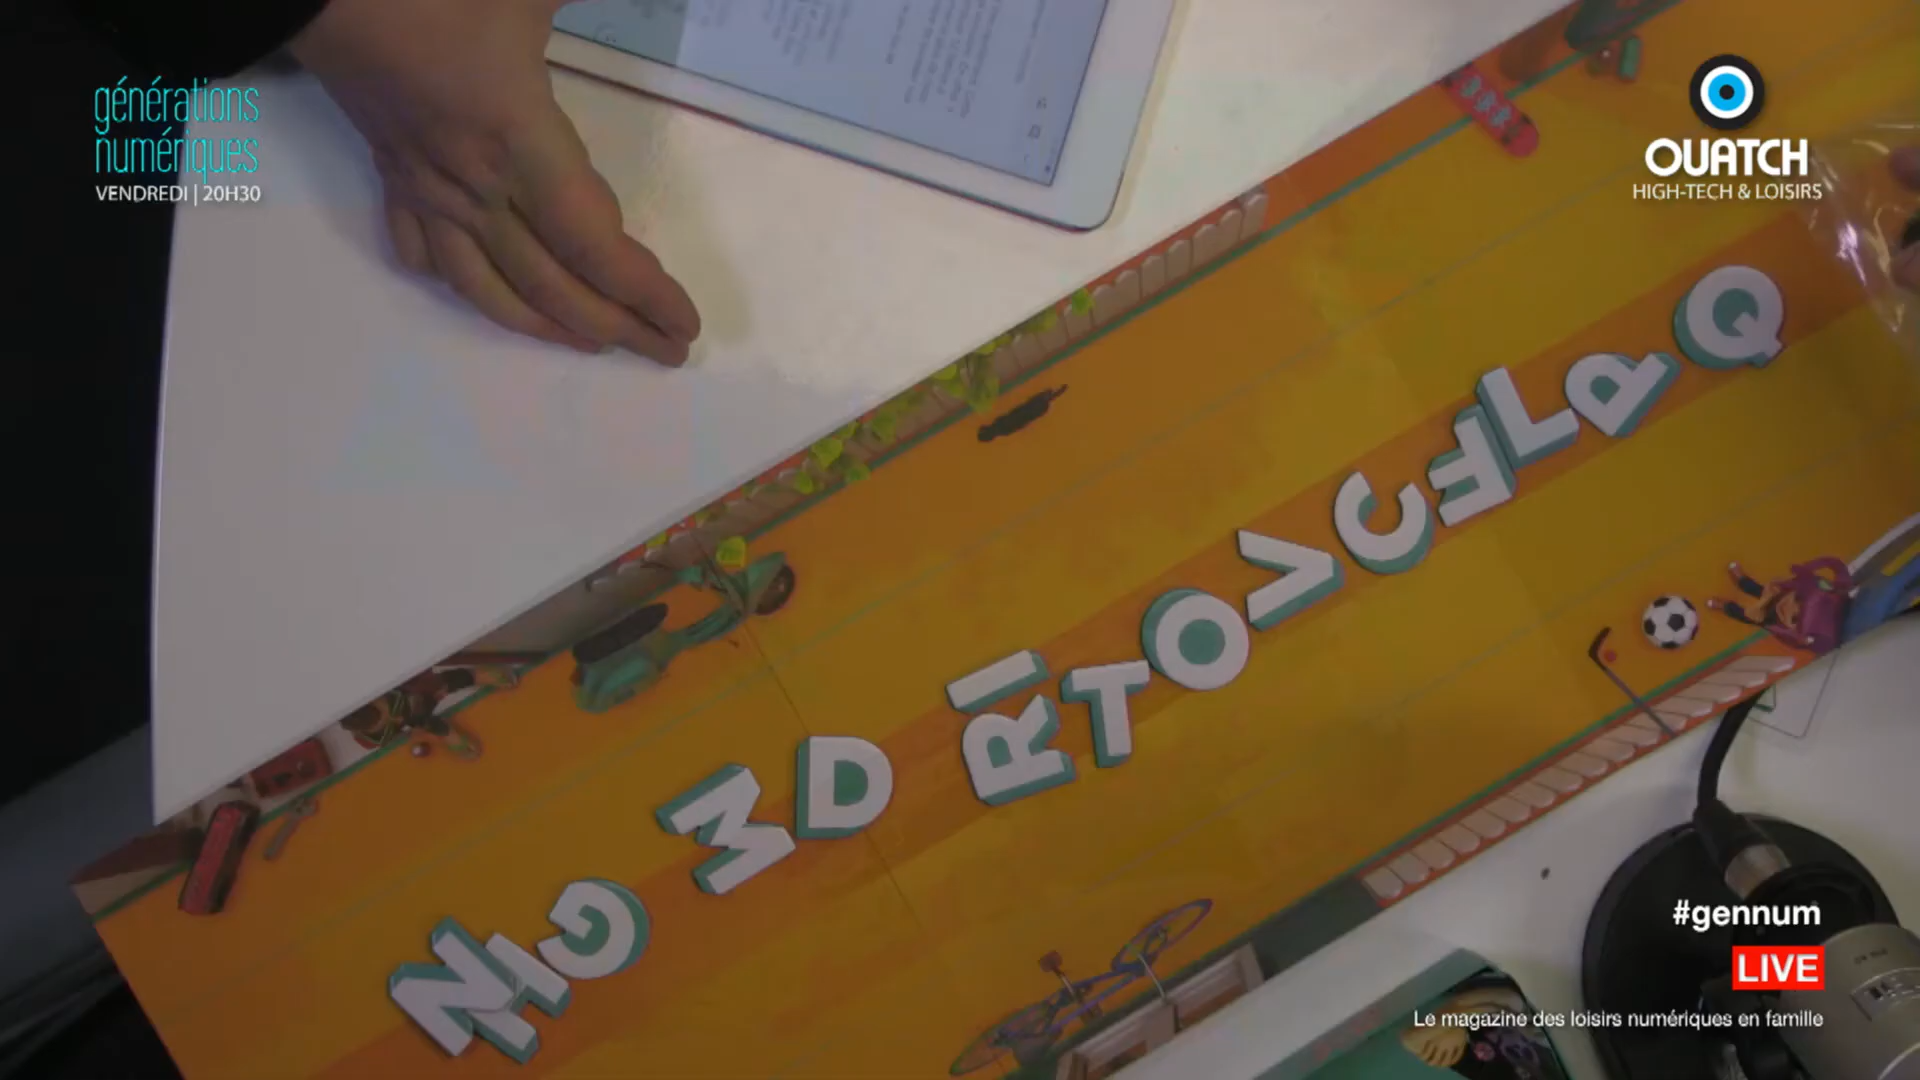 générations
numériques
VENDREDI | 20H30
OUATCH
HIGH-TECH & LOISIRS
N I G M D R I T O V C F L P Q
#gennum
LIVE
Le magazine des loisirs numériques en famille